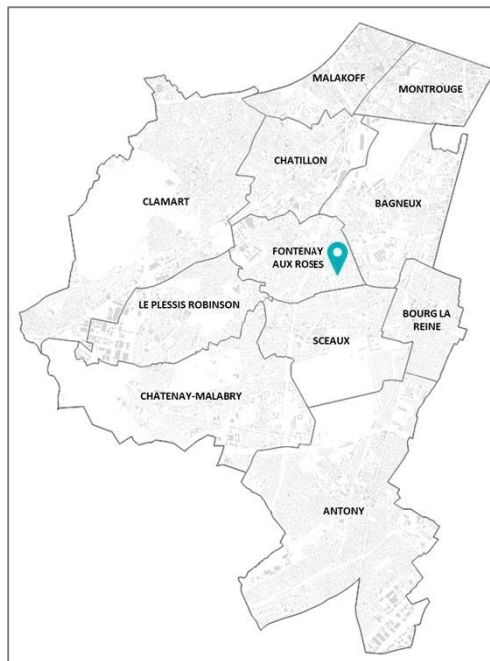 MALAKOFF
MONTROUGE
CHATILLON
CLAMART
BAGNEUX
FONTENAY
AUX ROSES
LE PLESSIS ROBINSON
BOURG LA
REINE
SCEAUX
CHATENAY-MALABRY
ANTONY